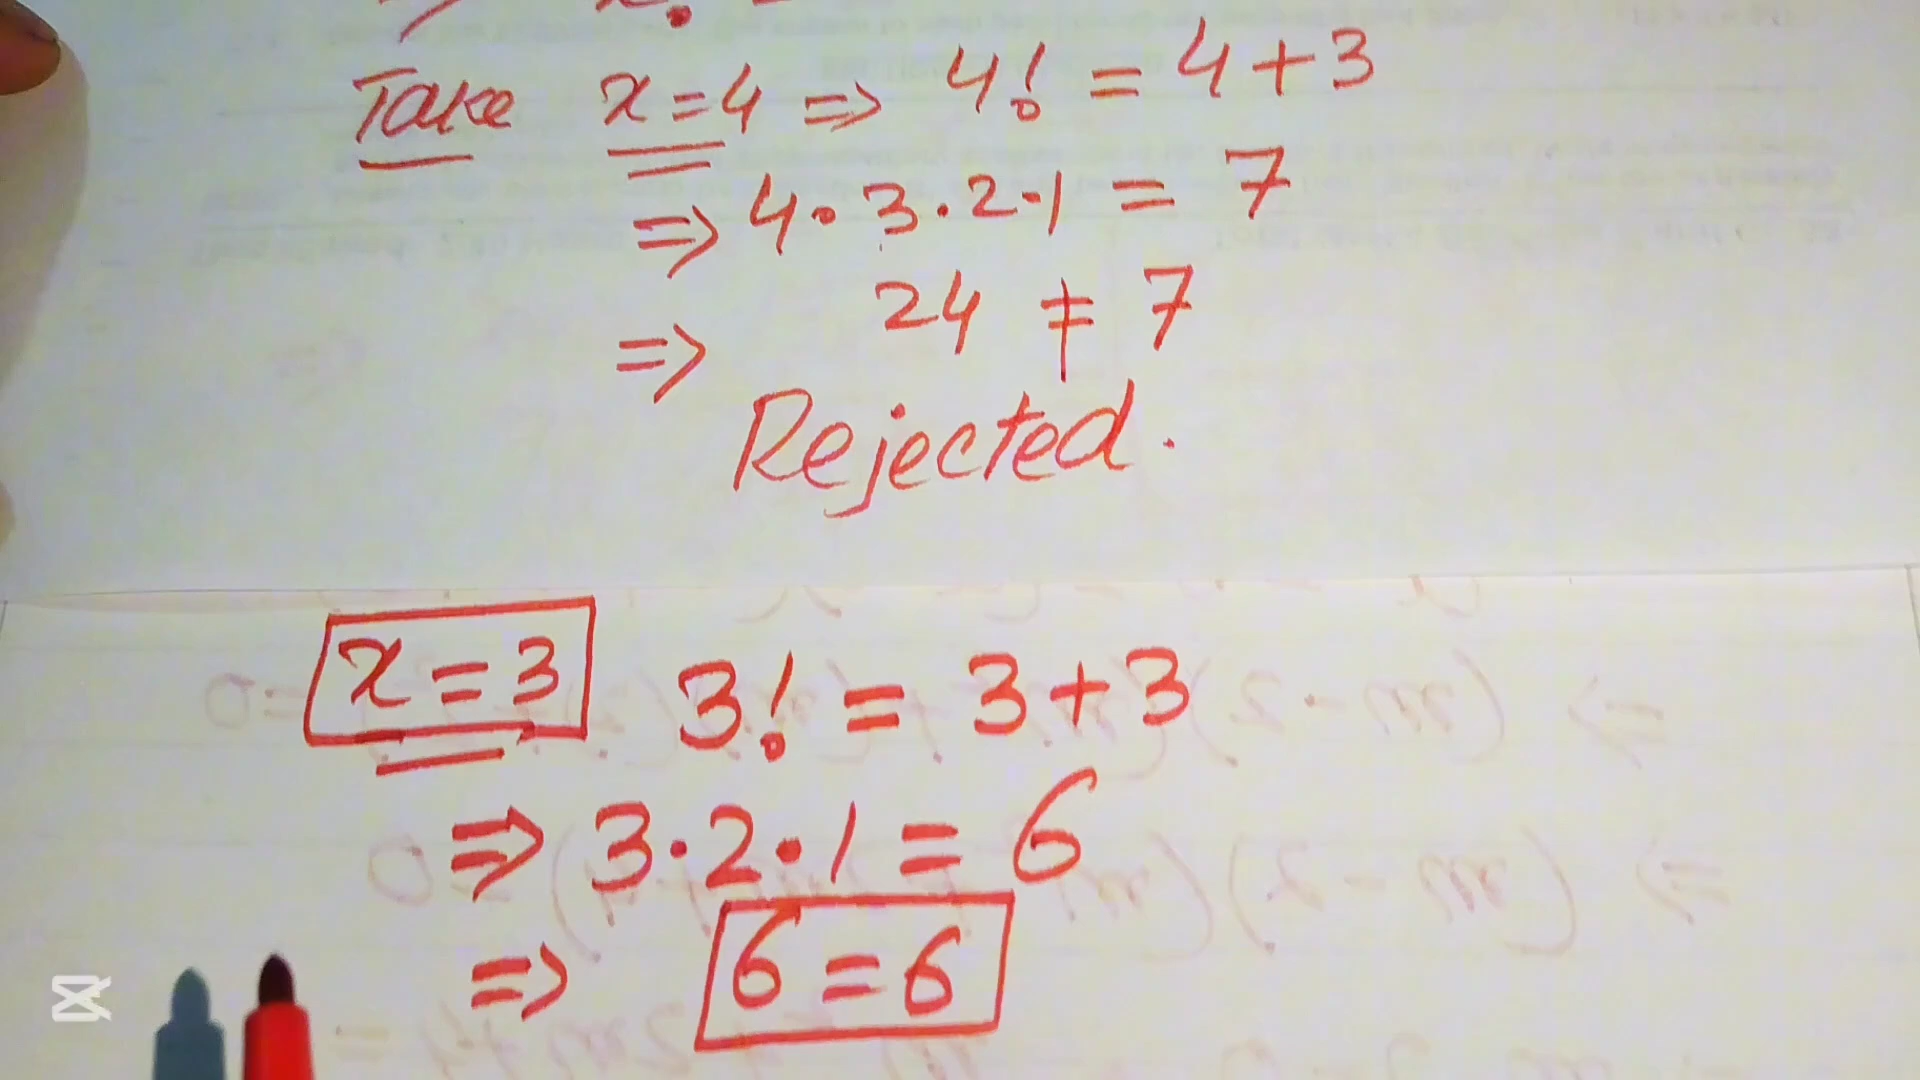 Take x=4 => 4! = 4+3
=> 4·3·2·1 = 7
=> 24 ≠ 7
Rejected.
x=3 3! = 3+3
=> 3·2·1 = 6
=> 6=6